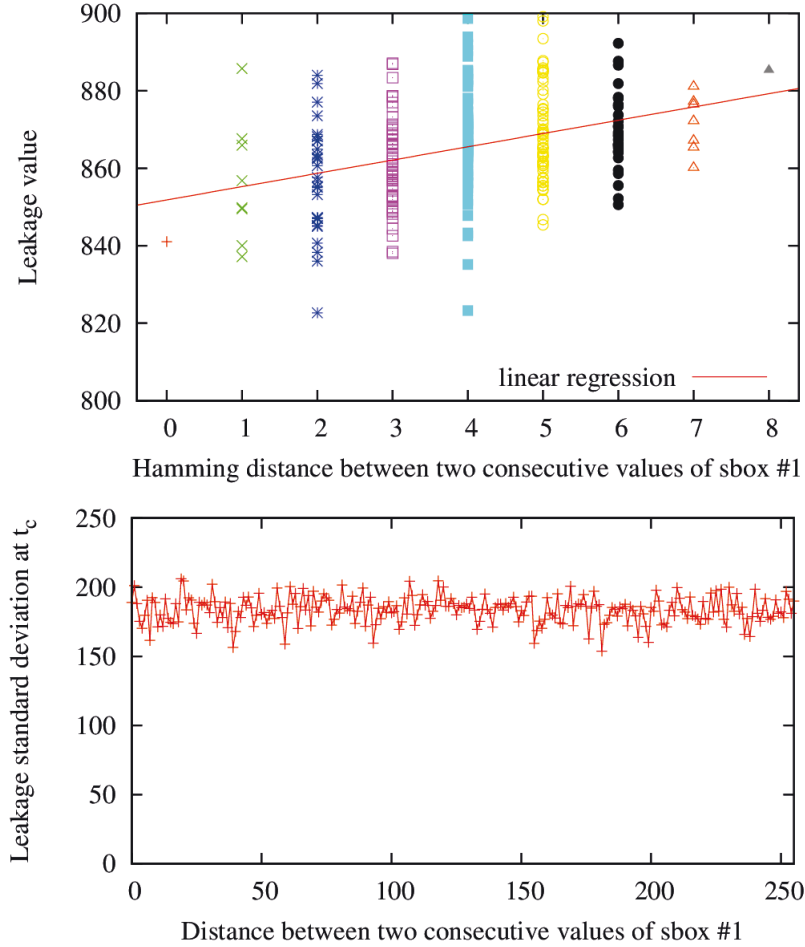 900
880
860
840
820
800
Leakage value
linear regression
0 1 2 3 4 5 6 7 8
Hamming distance between two consecutive values of sbox #1
250
200
150
100
50
0
Leakage standard deviation at t_c
0 50 100 150 200 250
Distance between two consecutive values of sbox #1